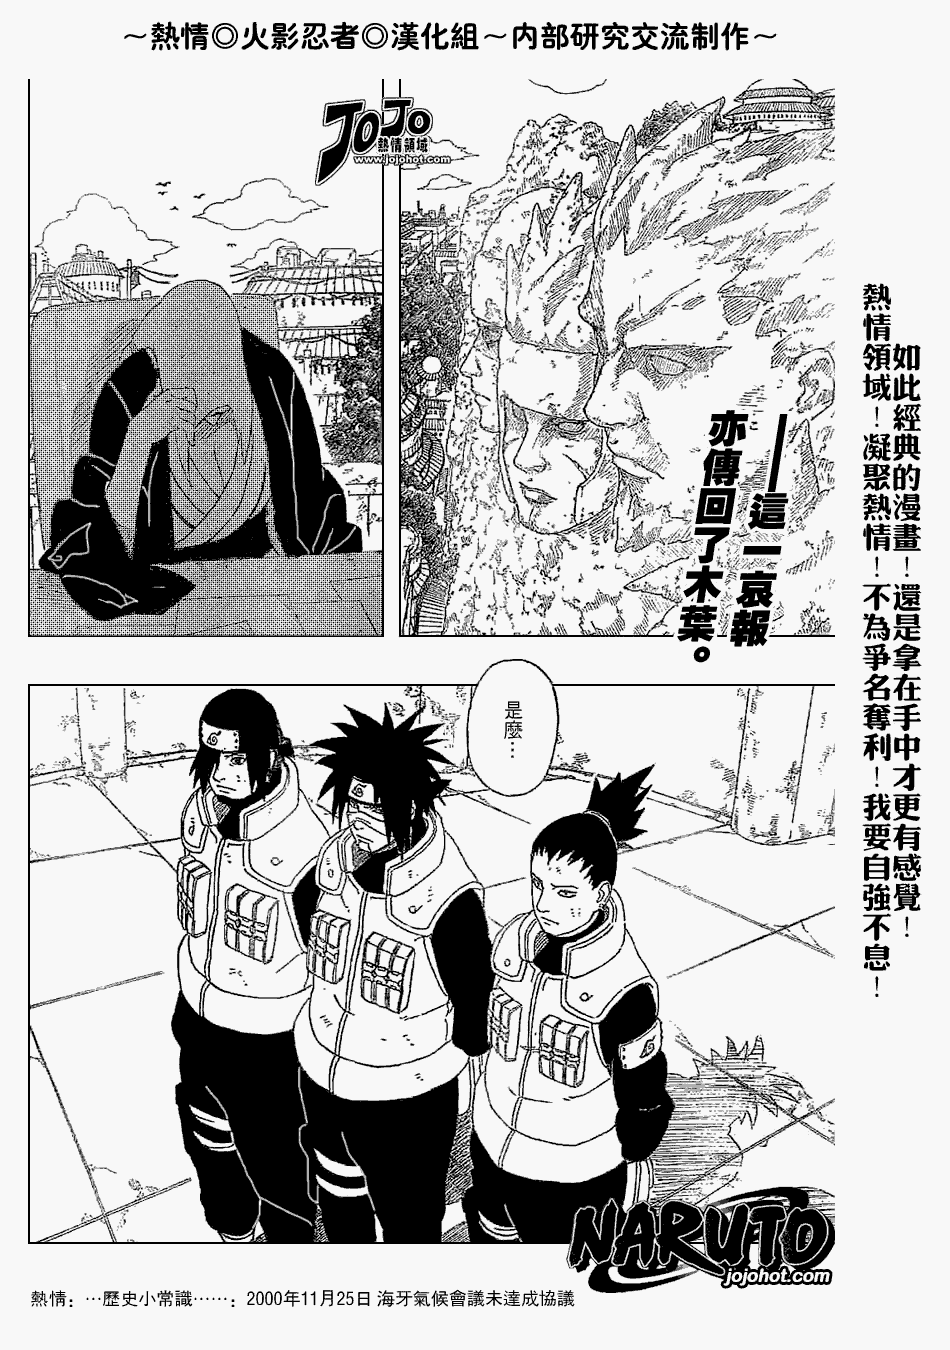 ～熱情◎火影忍者◎漢化組～内部研究交流制作～
JOJO
熱情領域
www.jojohot.com
——這一哀報
亦傳回了木葉。
如此經典的漫畫！還是拿在手中才更有感覺！
熱情領域！凝聚熱情！不為爭名奪利！我要自強不息！
是麼…
NARUTO
jojohot.com
熱情：…歷史小常識……：2000年11月25日 海牙氣候會議未達成協議